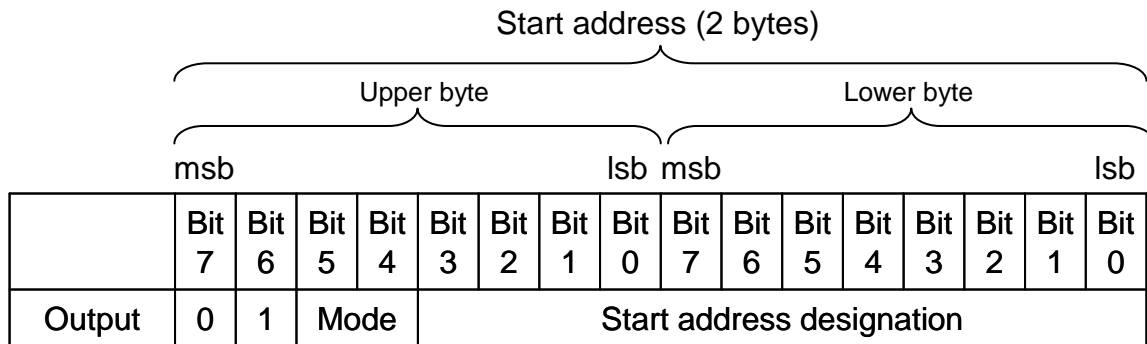 Start address (2 bytes)
Upper byte Lower byte
msb lsb msb lsb
Bit 7 Bit 6 Bit 5 Bit 4 Bit 3 Bit 2 Bit 1 Bit 0 Bit 7 Bit 6 Bit 5 Bit 4 Bit 3 Bit 2 Bit 1 Bit 0
Output 0 1 Mode Start address designation